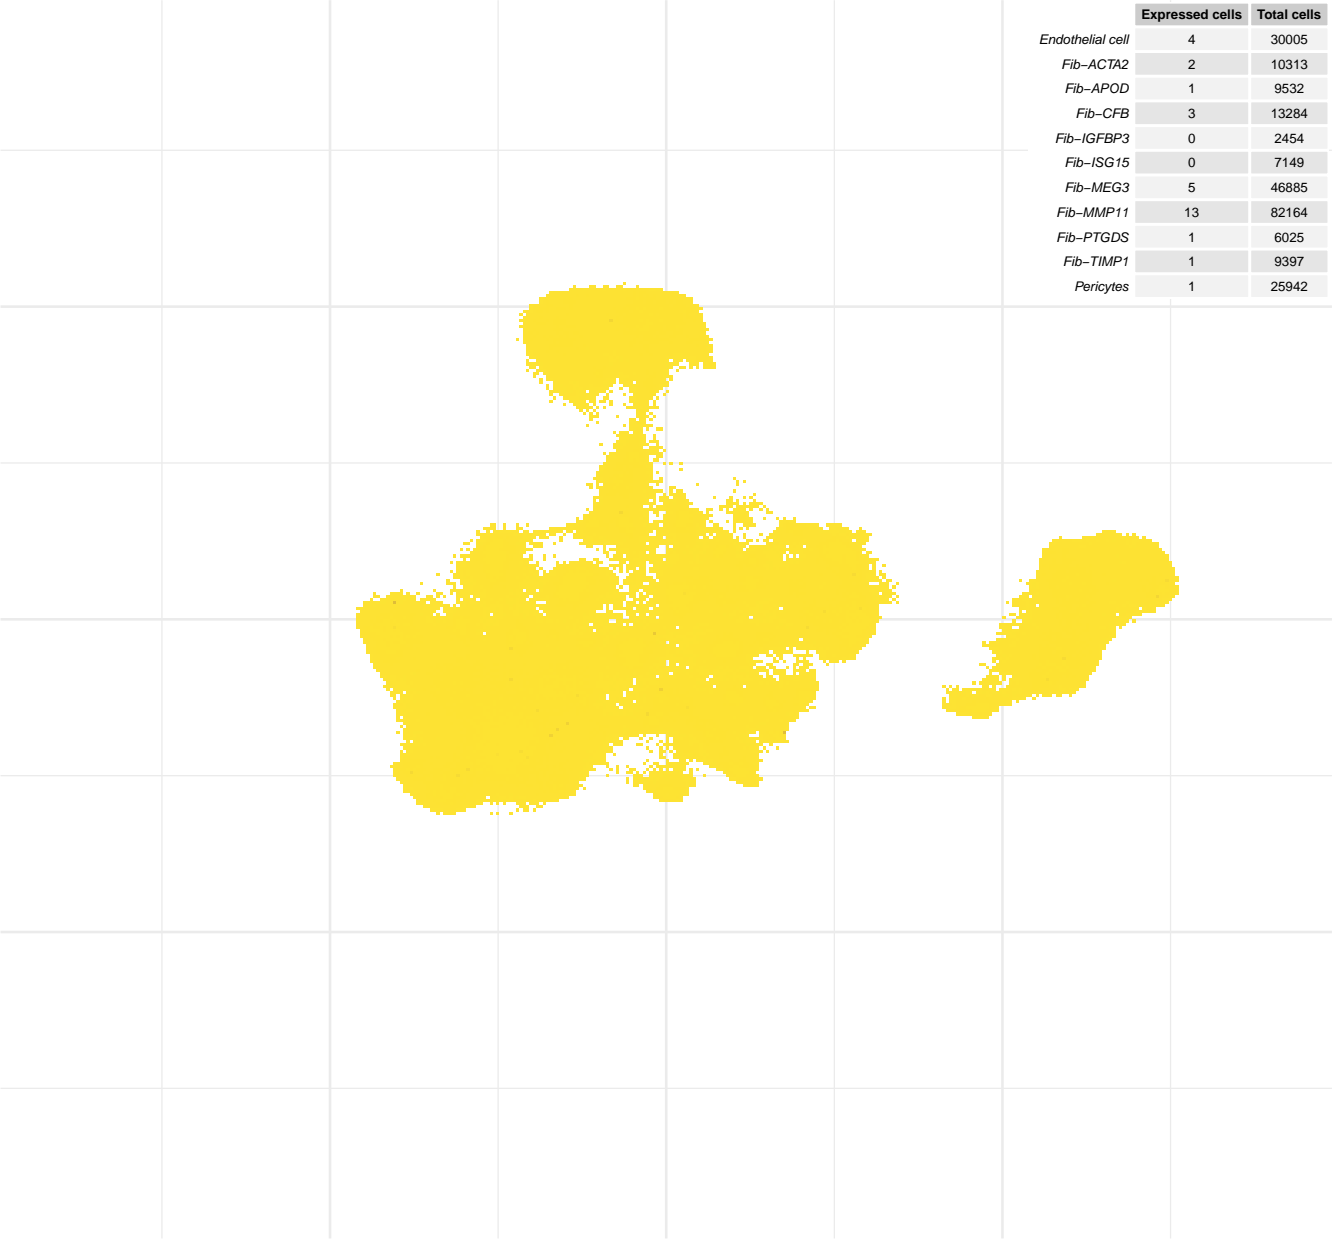 Expressed cells Total cells
Endothelial cell 4 30005
Fib−ACTA2 2 10313
Fib−APOD 1 9532
Fib−CFB 3 13284
Fib−IGFBP3 0 2454
Fib−ISG15 0 7149
Fib−MEG3 5 46885
Fib−MMP11 13 82164
Fib−PTGDS 1 6025
Fib−TIMP1 1 9397
Pericytes 1 25942